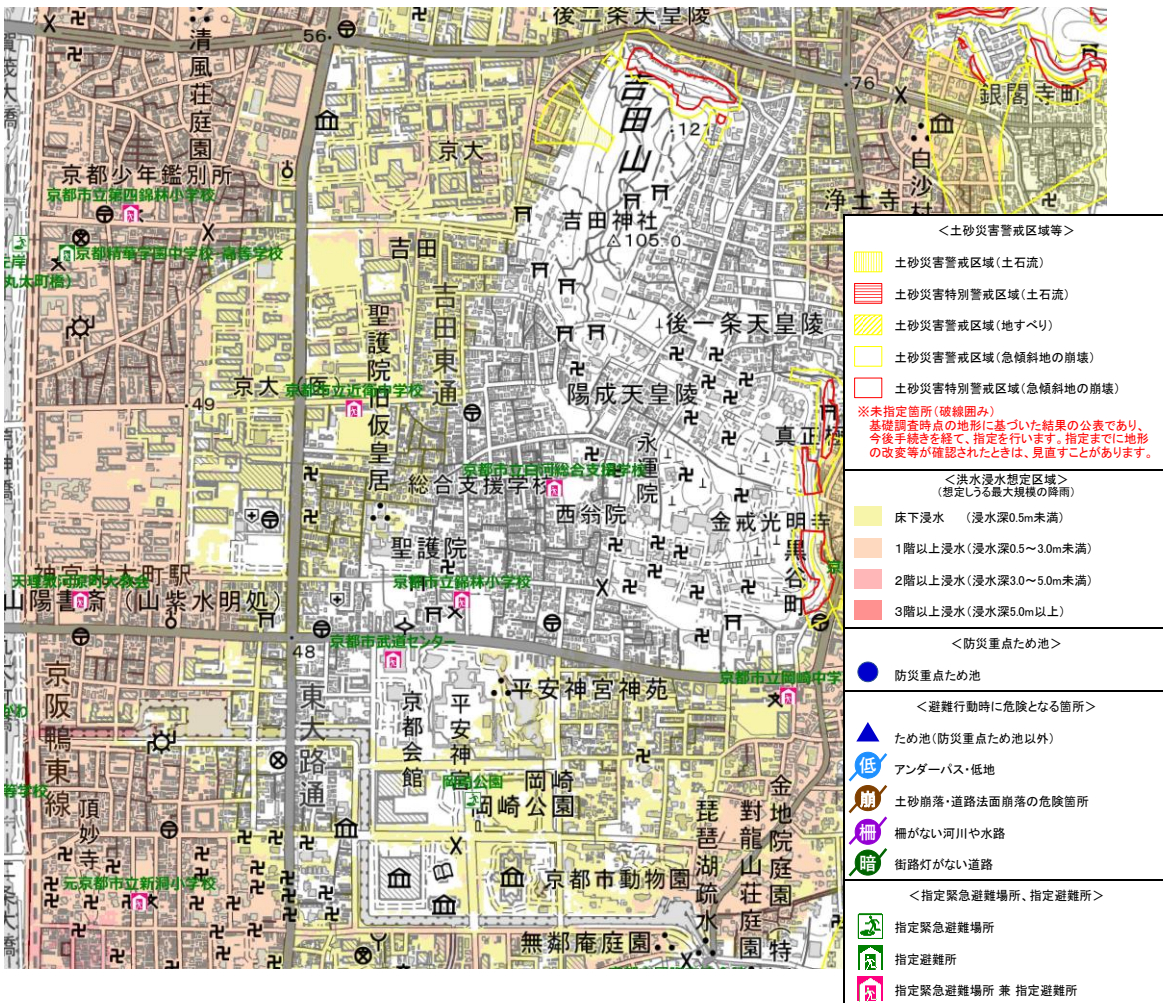 後二条天皇陵
清風荘庭園
56
賀茂大橋
吉田山
121
76
銀閣寺町
京大
白沙村
京都少年鑑別所
京都市立第四錦林小学校
浄土寺
吉田神社
105.0
京都精華学園中学校・高等学校
左岸
丸太町橋）
吉田
吉田東通
聖護院旧仮皇居
後一条天皇陵
陽成天皇陵
京大
京都市立近衛中学校
49
真正極
永運院
京都市立白河総合支援学校
総合支援学校
西翁院
金戒光明寺
黒谷町
聖護院
神宮丸太町駅
天理教河原町大教会
山陽書斎（山紫水明処）
京都市立錦林小学校
48
京都市武道センター
京都市立岡崎中学
京阪鴨東線
東大路通
京都会館
平安神宮
平安神宮神苑
岡崎公園
岡崎
岡崎公園
等学校
頂妙寺
琵琶湖疏水
對龍山荘庭園
金地院庭園
特
元京都市立新洞小学校
京都市動物園
二条大橋
無鄰庵庭園
＜土砂災害警戒区域等＞
土砂災害警戒区域（土石流）
土砂災害特別警戒区域（土石流）
土砂災害警戒区域（地すべり）
土砂災害警戒区域（急傾斜地の崩壊）
土砂災害特別警戒区域（急傾斜地の崩壊）
※未指定箇所（破線囲み）
基礎調査時点の地形に基づいた結果の公表であり、
今後手続きを経て、指定を行います。指定までに地形
の改変等が確認されたときは、見直すことがあります。
＜洪水浸水想定区域＞
（想定しうる最大規模の降雨）
床下浸水　（浸水深0.5m未満）
1階以上浸水（浸水深0.5～3.0m未満）
2階以上浸水（浸水深3.0～5.0m未満）
3階以上浸水（浸水深5.0m以上）
＜防災重点ため池＞
防災重点ため池
＜避難行動時に危険となる箇所＞
ため池（防災重点ため池以外）
低 アンダーパス・低地
崩 土砂崩落・道路法面崩落の危険箇所
柵 柵がない河川や水路
暗 街路灯がない道路
＜指定緊急避難場所、指定避難所＞
指定緊急避難場所
指定避難所
指定緊急避難場所 兼 指定避難所